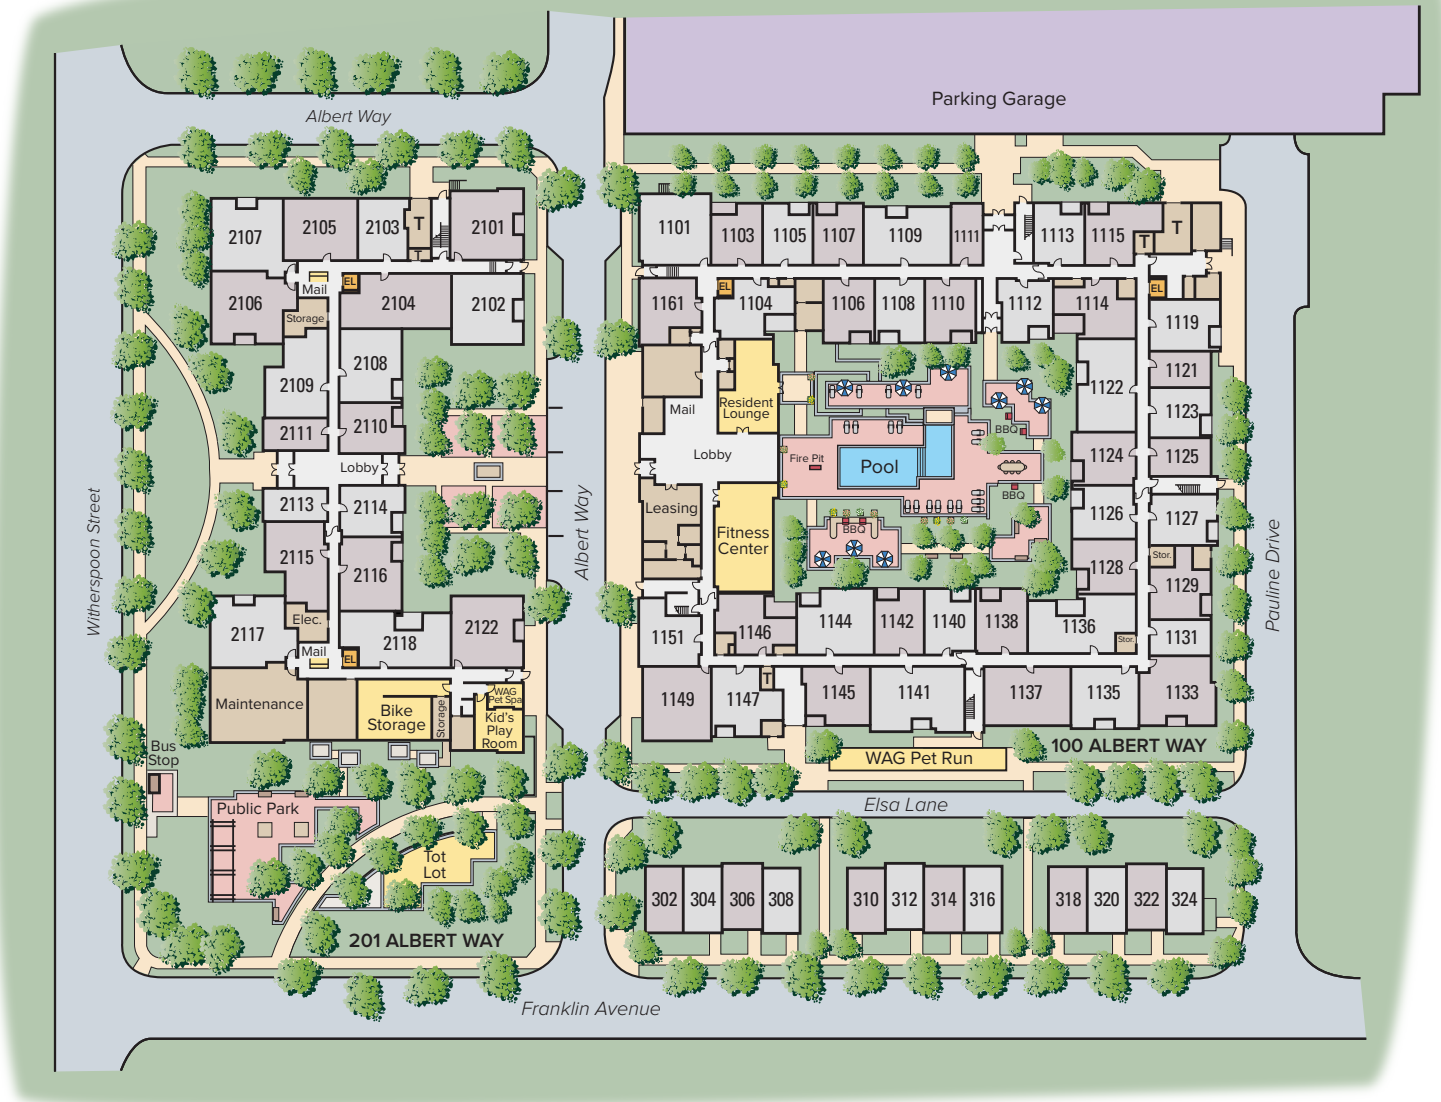 Parking Garage
Albert Way
2107
2105
2103
T
T
2101
2106
Mail
EL
2104
2102
Storage
2109
2108
2111
2110
Lobby
2113
2114
2115
2116
2117
Elec.
Mail
EL
2118
2122
Maintenance
Bike
Storage
Storage
WAG
Pet Spa
Kid's
Play
Room
Bus
Stop
Public Park
Tot
Lot
201 ALBERT WAY
Witherspoon Street
Albert Way
1101
1103
1105
1107
1109
1111
1113
1115
T
T
1161
EL
1104
1106
1108
1110
1112
1114
EL
1119
1122
1121
1123
1124
1125
1126
1127
1128
Stor.
1129
1131
Resident
Lounge
Mail
Lobby
Leasing
Fitness
Center
Fire Pit
Pool
BBQ
BBQ
BBQ
1151
1146
1144
1142
1140
1138
1136
Stor.
1149
1147
T
1145
1141
1137
1135
1133
WAG Pet Run
100 ALBERT WAY
Pauline Drive
Elsa Lane
302
304
306
308
310
312
314
316
318
320
322
324
Franklin Avenue